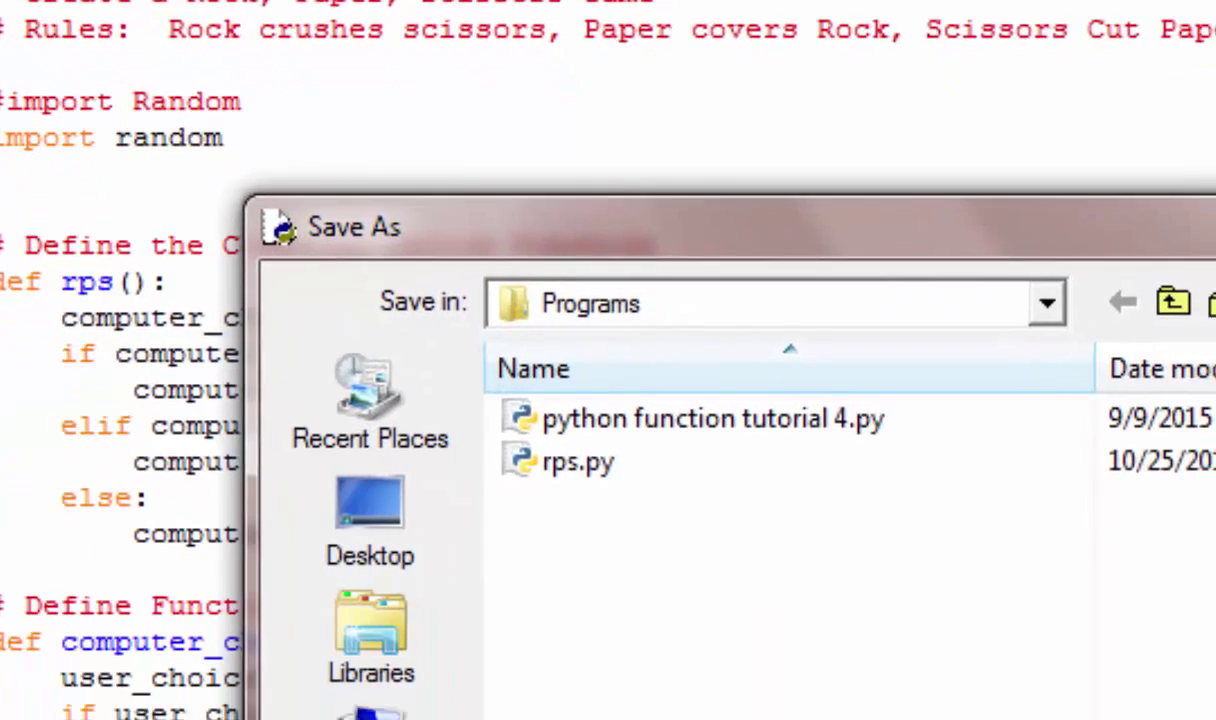 # Rules:  Rock crushes scissors, Paper covers Rock, Scissors Cut
#import Random
import random
Save As
# Define the
def rps():
Save in:
Programs
computer_c
if compute
Name
Date mo
comput
python function tutorial 4.py
9/9/2015
elif compu
Recent Places
comput
rps.py
10/25/20
else:
comput
Desktop
# Define Funct
def computer_c
Libraries
user_choic
if user_ch